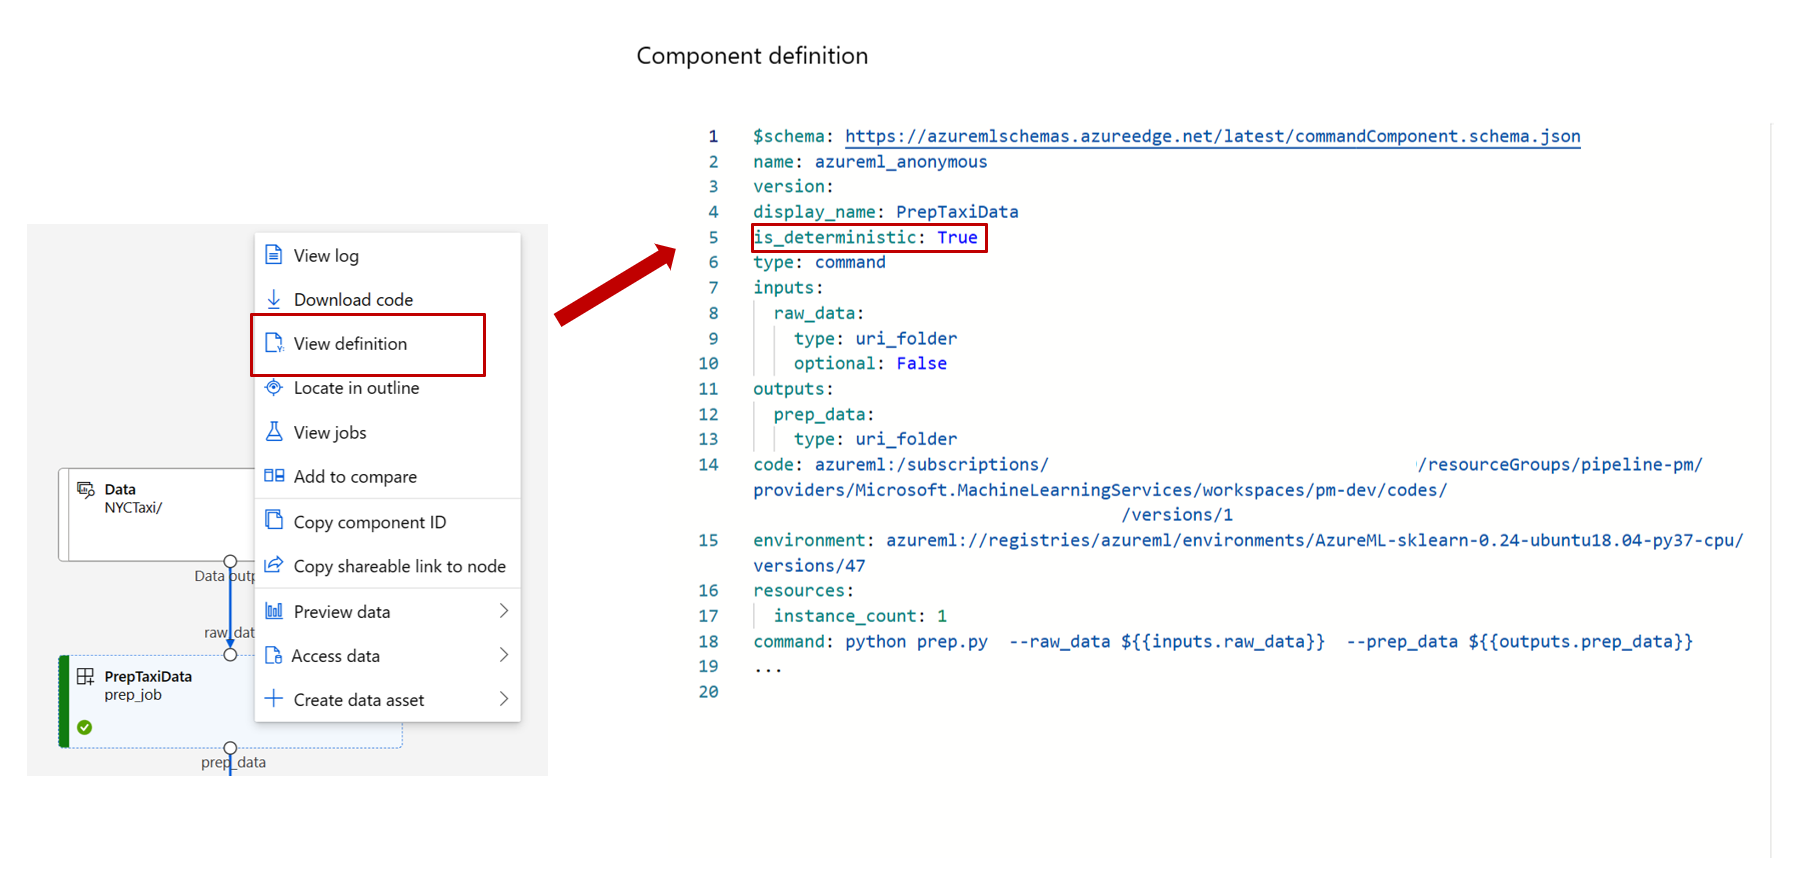 Component definition
View log
Download code
View definition
Locate in outline
View jobs
Add to compare
Copy component ID
Copy shareable link to node
Preview data
Access data
Create data asset
Data
NYCTaxi/
Data outp
raw_dat
PrepTaxiData
prep_job
prep_data
1 $schema: https://azuremlschemas.azureedge.net/latest/commandComponent.schema.json
2 name: azureml_anonymous
3 version:
4 display_name: PrepTaxiData
5 is_deterministic: True
6 type: command
7 inputs:
8 raw_data:
9 type: uri_folder
10 optional: False
11 outputs:
12 prep_data:
13 type: uri_folder
14 code: azureml:/subscriptions/ /resourceGroups/pipeline-pm/
providers/Microsoft.MachineLearningServices/workspaces/pm-dev/codes/
/versions/1
15 environment: azureml://registries/azureml/environments/AzureML-sklearn-0.24-ubuntu18.04-py37-cpu/
versions/47
16 resources:
17 instance_count: 1
18 command: python prep.py --raw_data ${{inputs.raw_data}} --prep_data ${{outputs.prep_data}}
19 ...
20